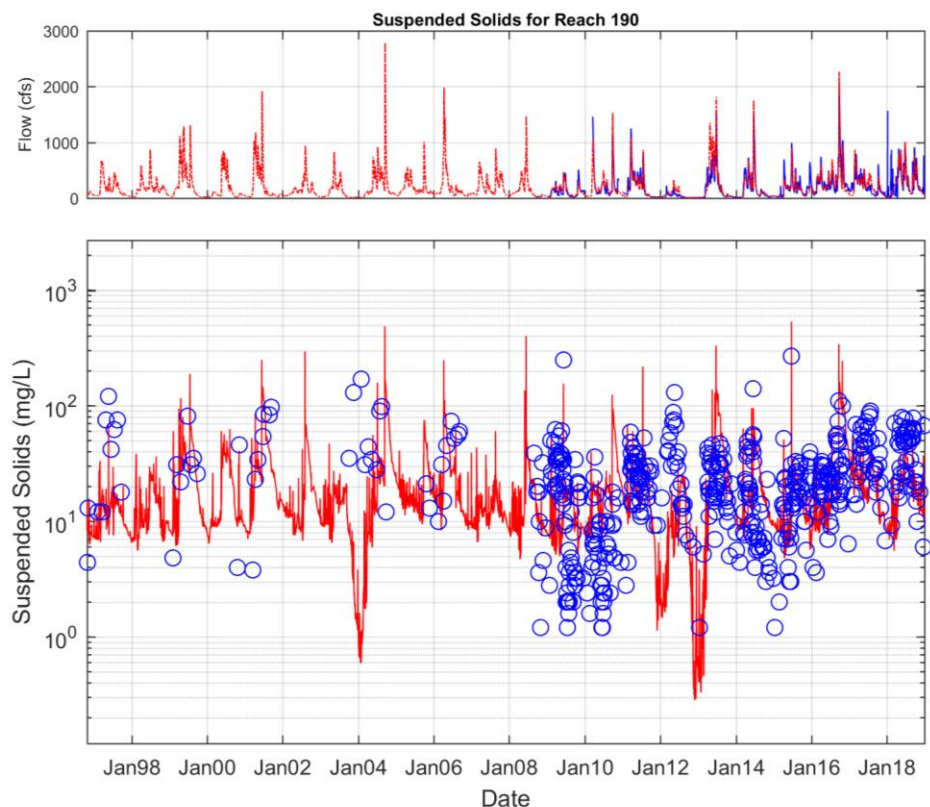 Suspended Solids for Reach 190
3000
2000
1000
0
Flow (cfs)
10³
10²
10¹
10⁰
Suspended Solids (mg/L)
Jan98 Jan00 Jan02 Jan04 Jan06 Jan08 Jan10 Jan12 Jan14 Jan16 Jan18
Date